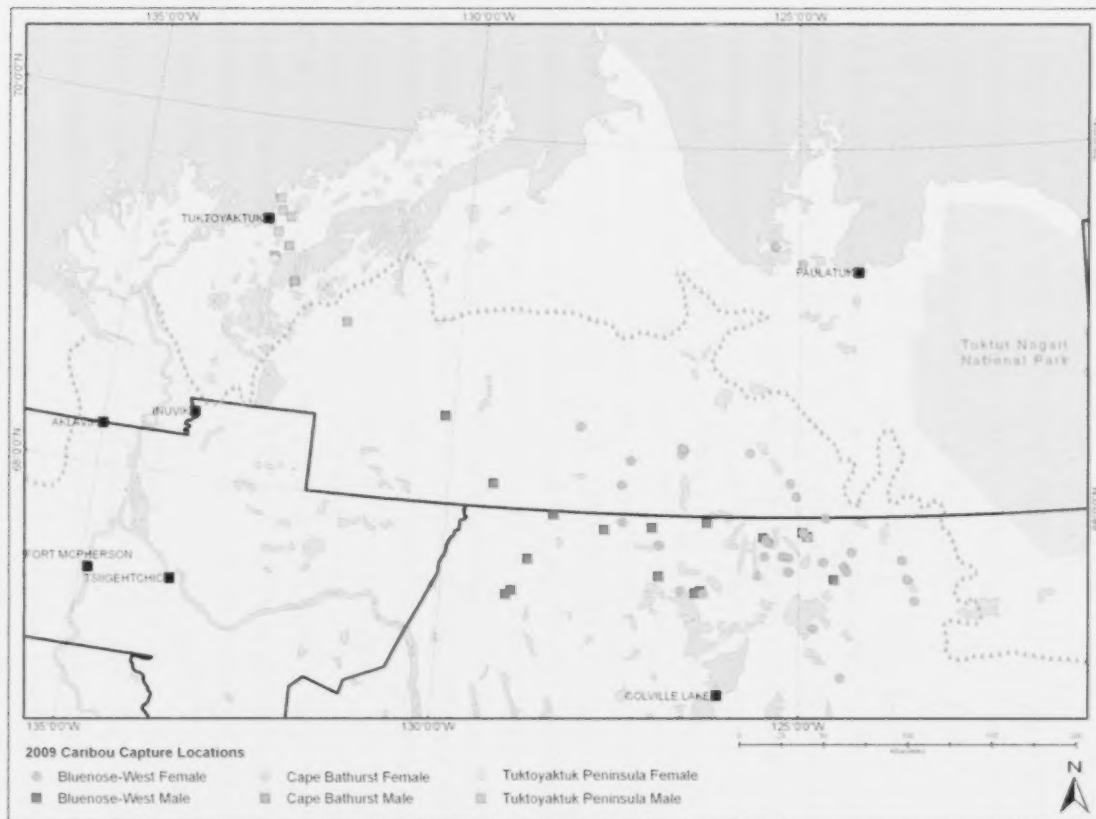 135°0'0"W 130°0'0"W 125°0'0"W
70°0'0"N
TUKTOYAKTUK
PAULATUK
Tuktut Nogait
National Park
INUVIK
AKLAVIK
68°0'0"N
FORT MCPHERSON
TSIIGEHTCHIC
COLVILLE LAKE
135°0'0"W 130°0'0"W 125°0'0"W
2009 Caribou Capture Locations
Bluenose-West Female Cape Bathurst Female Tuktoyaktuk Peninsula Female
Bluenose-West Male Cape Bathurst Male Tuktoyaktuk Peninsula Male
N